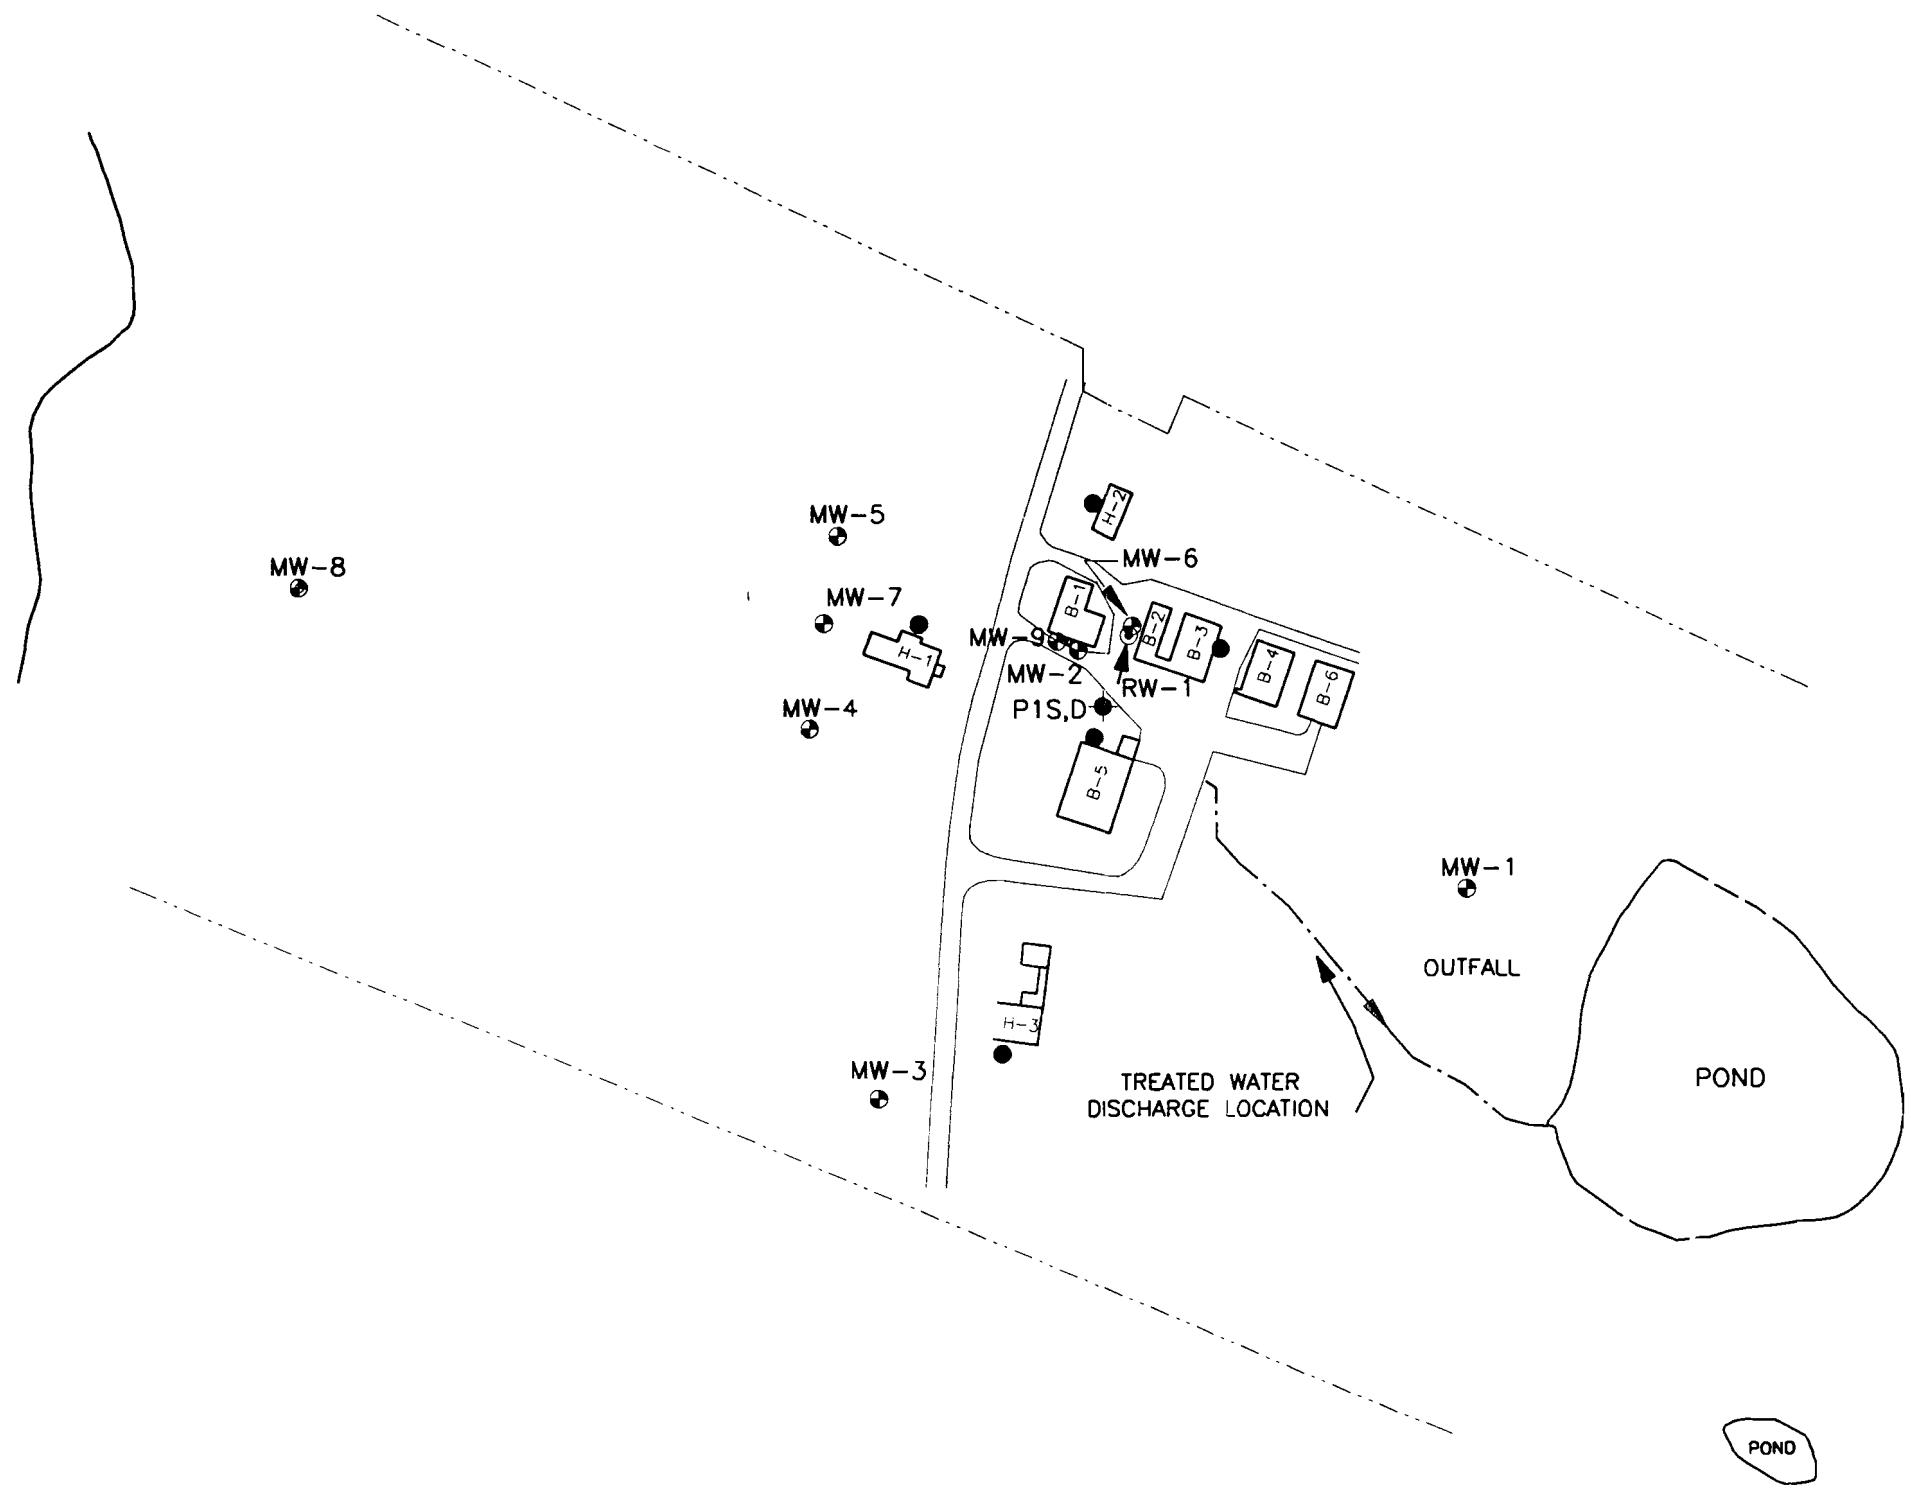 H-2
MW-5
MW-6
MW-8
MW-7
B-1
B-2
B-3
MW-9
H-1
B-4
MW-2
RW-1
B-6
MW-4
P1S,D
B-5
MW-1
OUTFALL
H-3
MW-3
TREATED WATER
DISCHARGE LOCATION
POND
POND